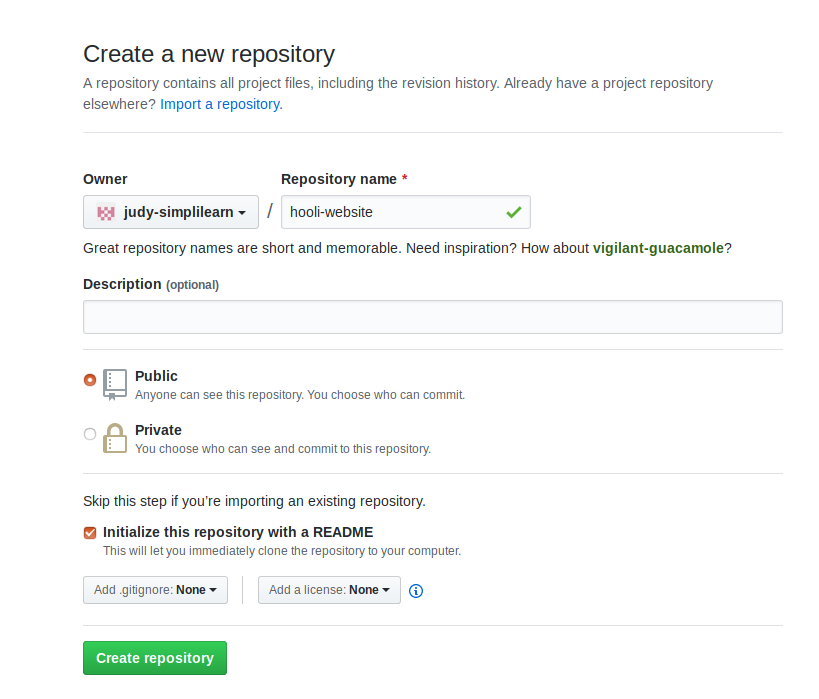 Create a new repository
A repository contains all project files, including the revision history. Already have a project repository
elsewhere? Import a repository.
Owner
Repository name *
judy-simplilearn
/
hooli-website
Great repository names are short and memorable. Need inspiration? How about vigilant-guacamole?
Description (optional)
Public
Anyone can see this repository. You choose who can commit.
Private
You choose who can see and commit to this repository.
Skip this step if you’re importing an existing repository.
Initialize this repository with a README
This will let you immediately clone the repository to your computer.
Add .gitignore: None
Add a license: None
Create repository